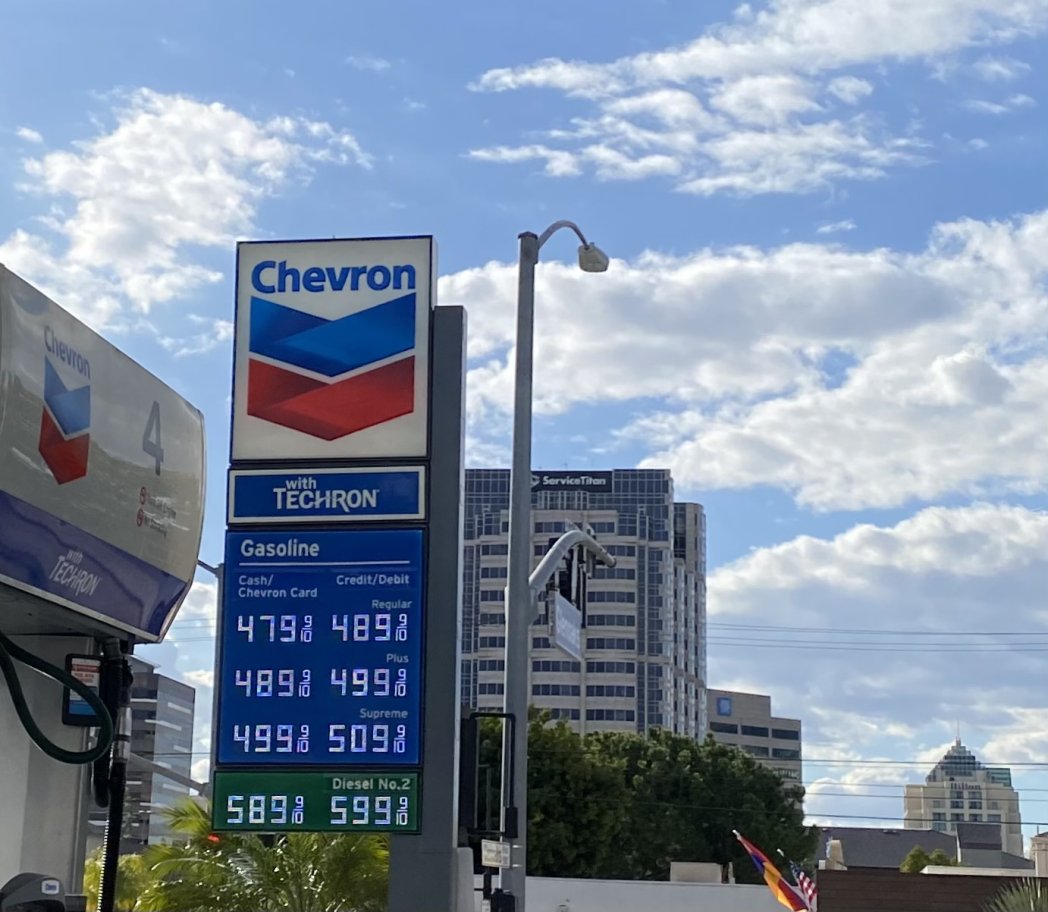 Chevron
with
TECHRON
Gasoline
Cash/
Chevron Card
Credit/Debit
Regular
479 9/10
489 9/10
Plus
489 9/10
499 9/10
Supreme
499 9/10
509 9/10
Diesel No.2
589 9/10
599 9/10
Chevron
4
with
TECHRON
ServiceTitan
Hilton